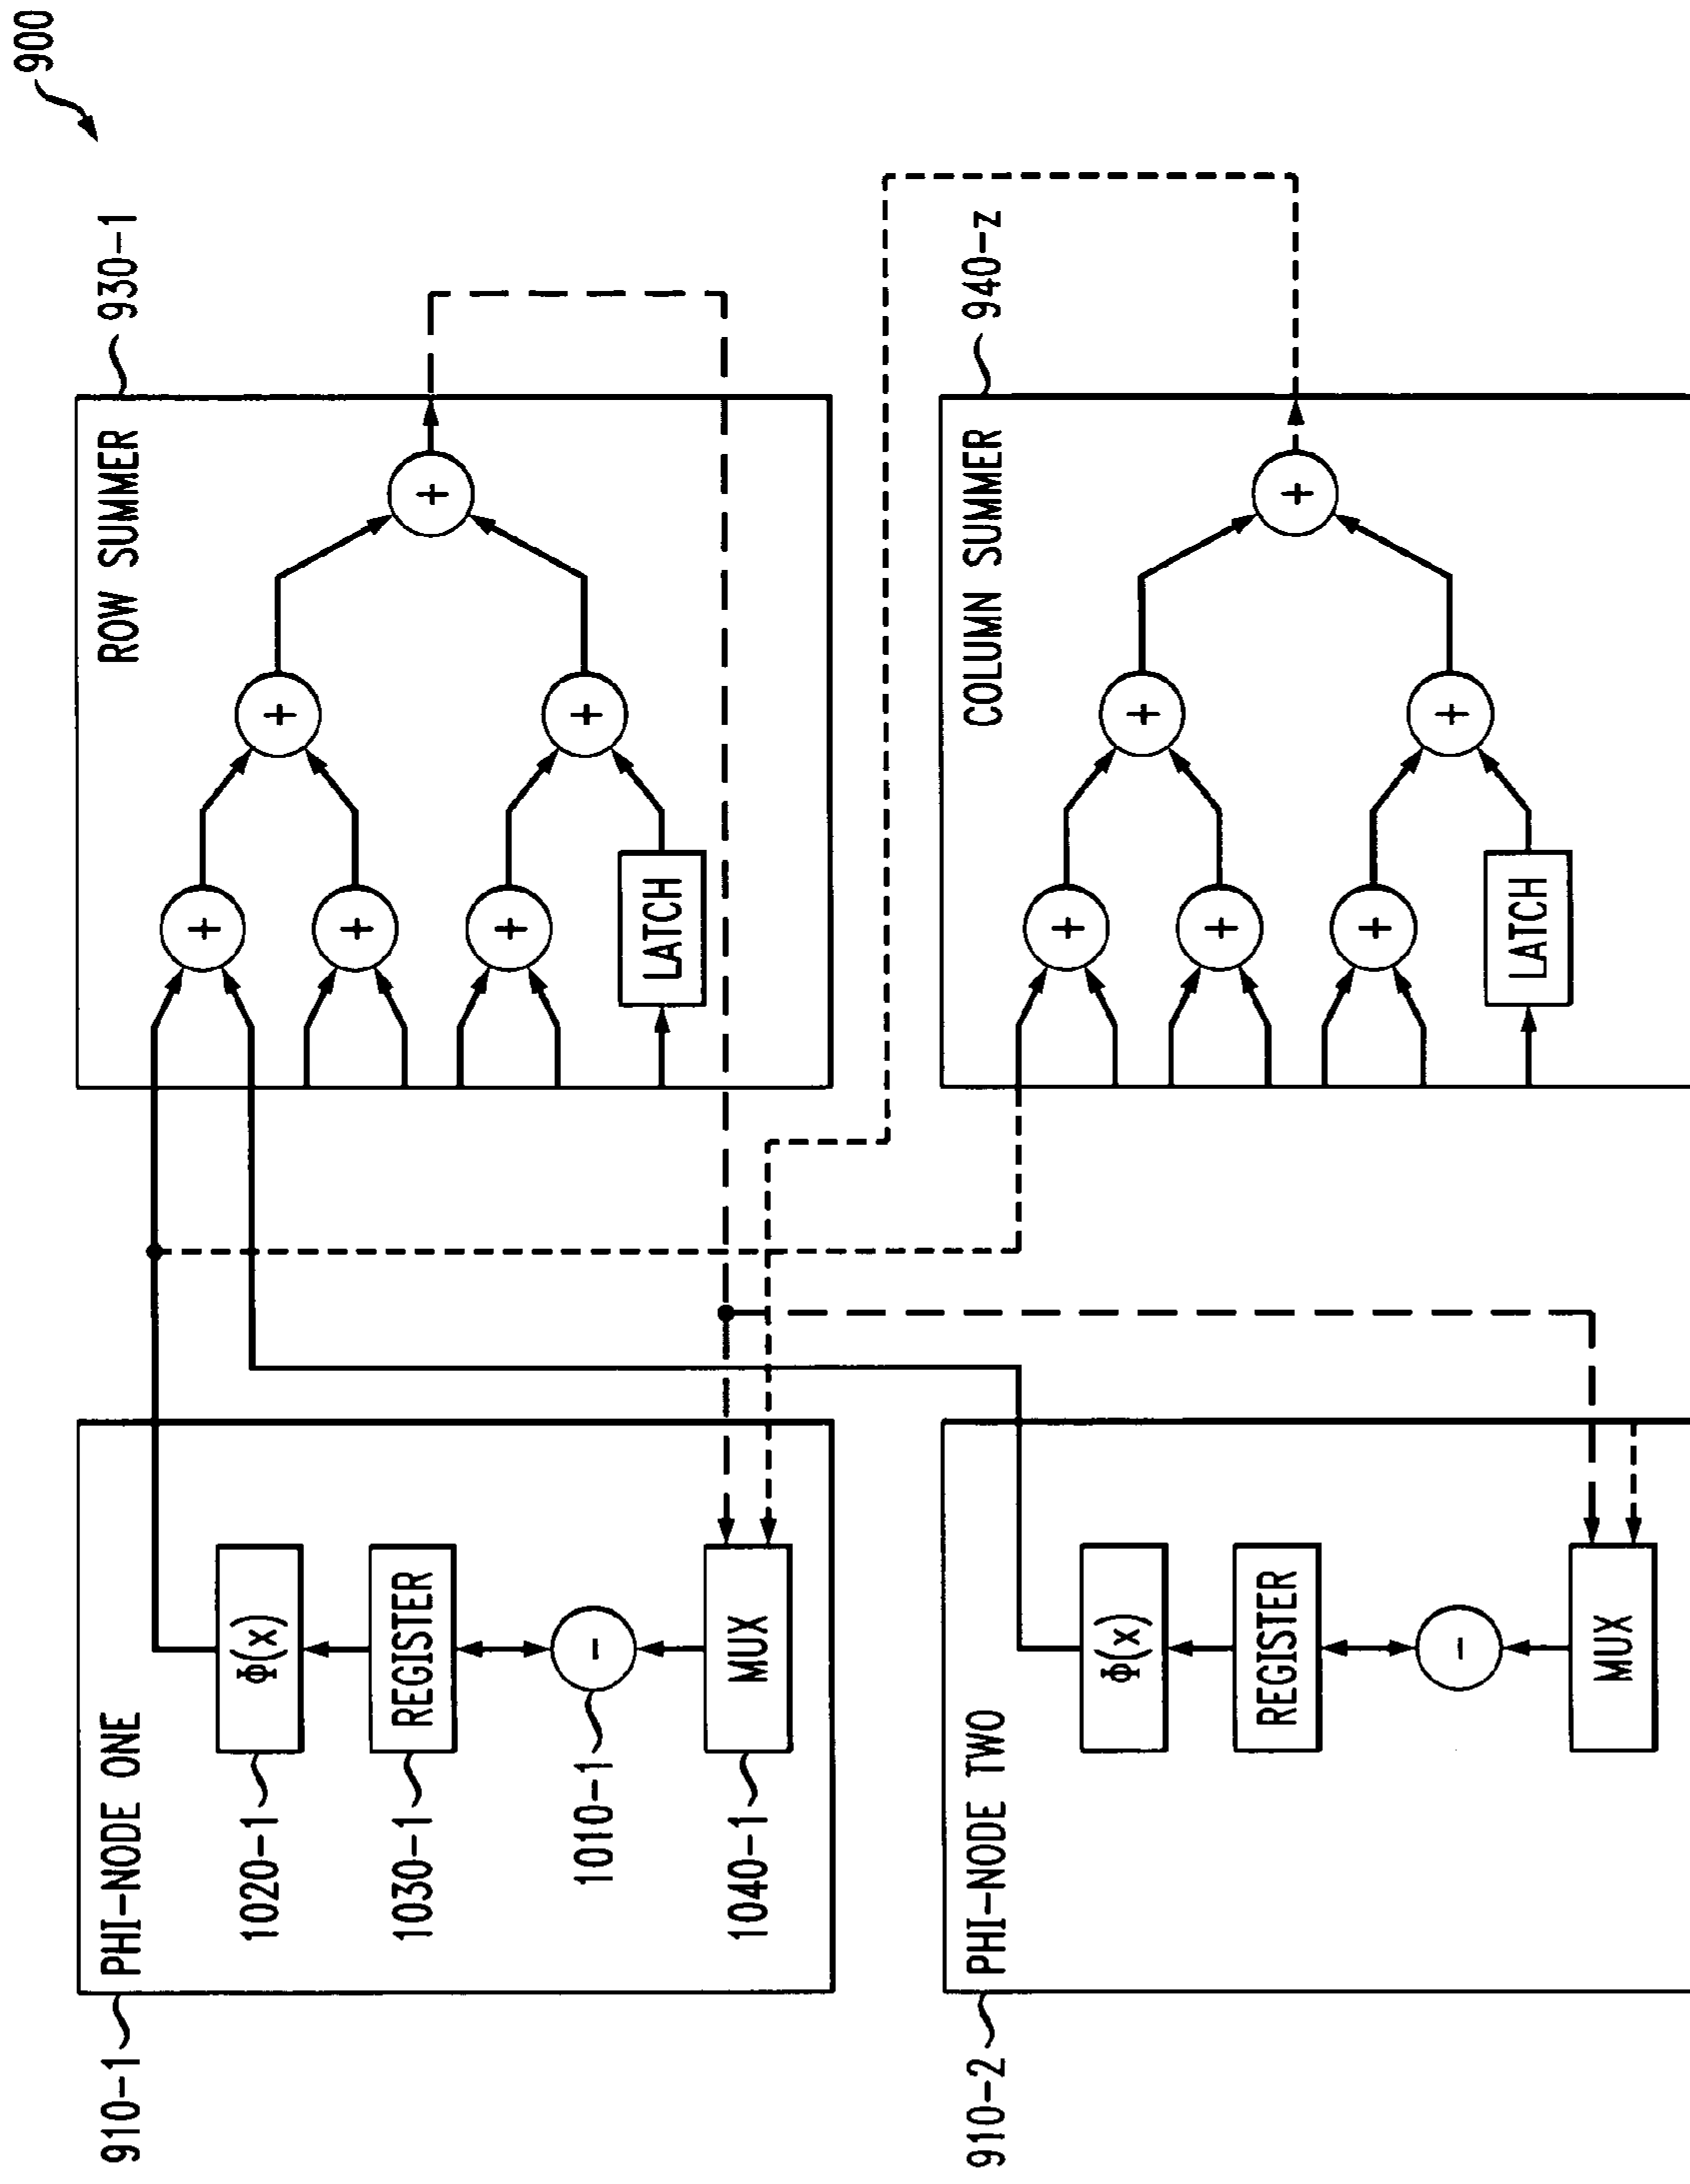 900
910-1
PHI-NODE ONE
1020-1
Φ(x)
1030-1
REGISTER
1010-1
-
1040-1
MUX
930-1
ROW SUMMER
+
+
+
+
+
+
LATCH
910-2
PHI-NODE TWO
Φ(x)
REGISTER
-
MUX
940-z
COLUMN SUMMER
+
+
+
+
+
+
LATCH